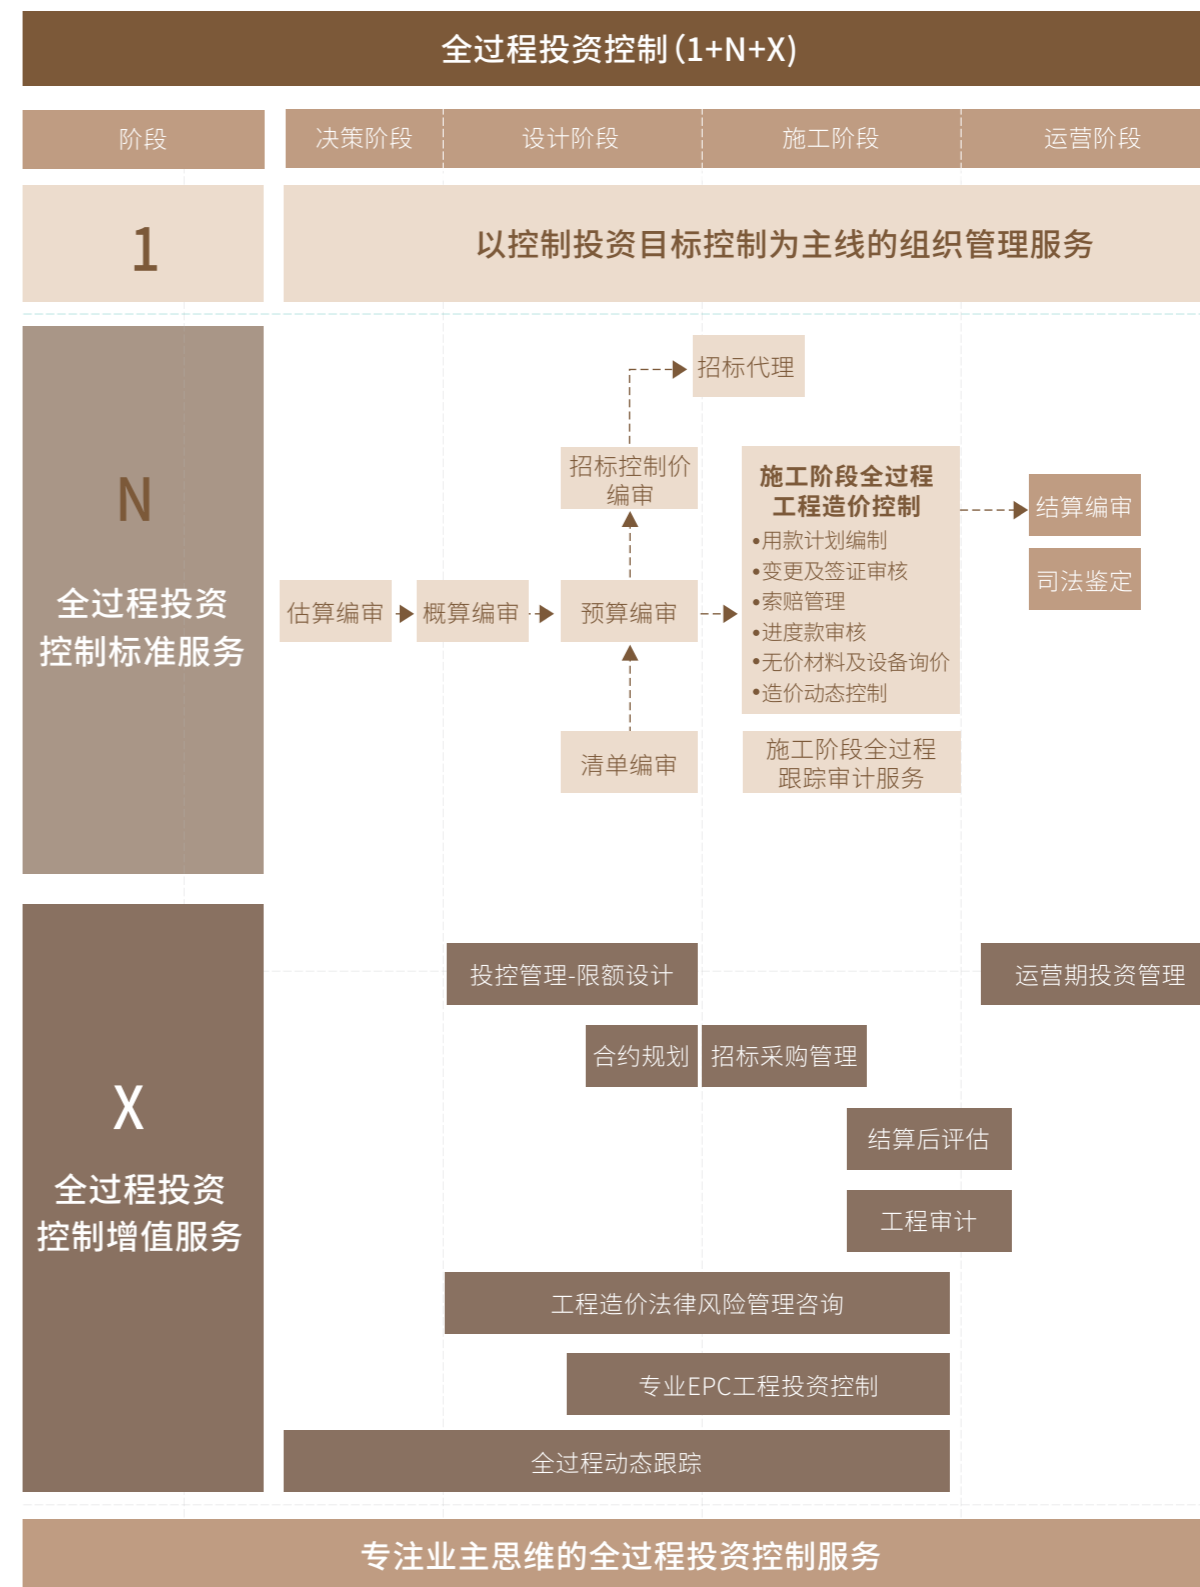 全过程投资控制(1+N+X)
阶段
决策阶段
设计阶段
施工阶段
运营阶段
1
以控制投资目标控制为主线的组织管理服务
N
全过程投资
控制标准服务
招标代理
招标控制价
编审
估算编审
概算编审
预算编审
清单编审
施工阶段全过程
工程造价控制
•用款计划编制
•变更及签证审核
•索赔管理
•进度款审核
•无价材料及设备询价
•造价动态控制
施工阶段全过程
跟踪审计服务
结算编审
司法鉴定
X
全过程投资
控制增值服务
投控管理-限额设计
运营期投资管理
合约规划
招标采购管理
结算后评估
工程审计
工程造价法律风险管理咨询
专业EPC工程投资控制
全过程动态跟踪
专注业主思维的全过程投资控制服务